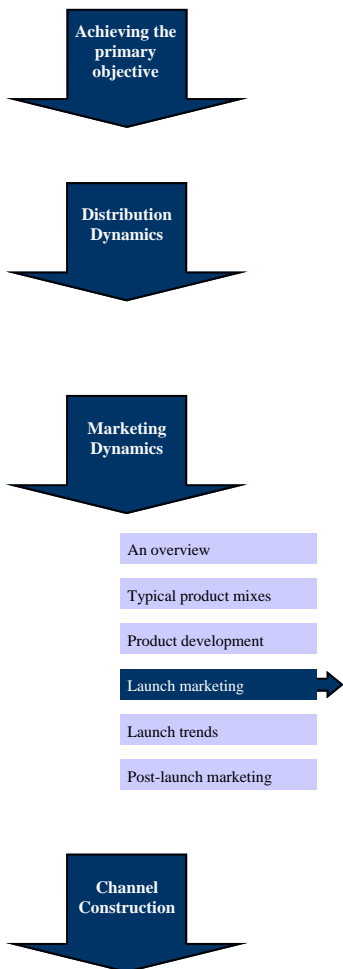 Achieving the
primary
objective
Distribution
Dynamics
Marketing
Dynamics
An overview
Typical product mixes
Product development
Launch marketing
Launch trends
Post-launch marketing
Channel
Construction